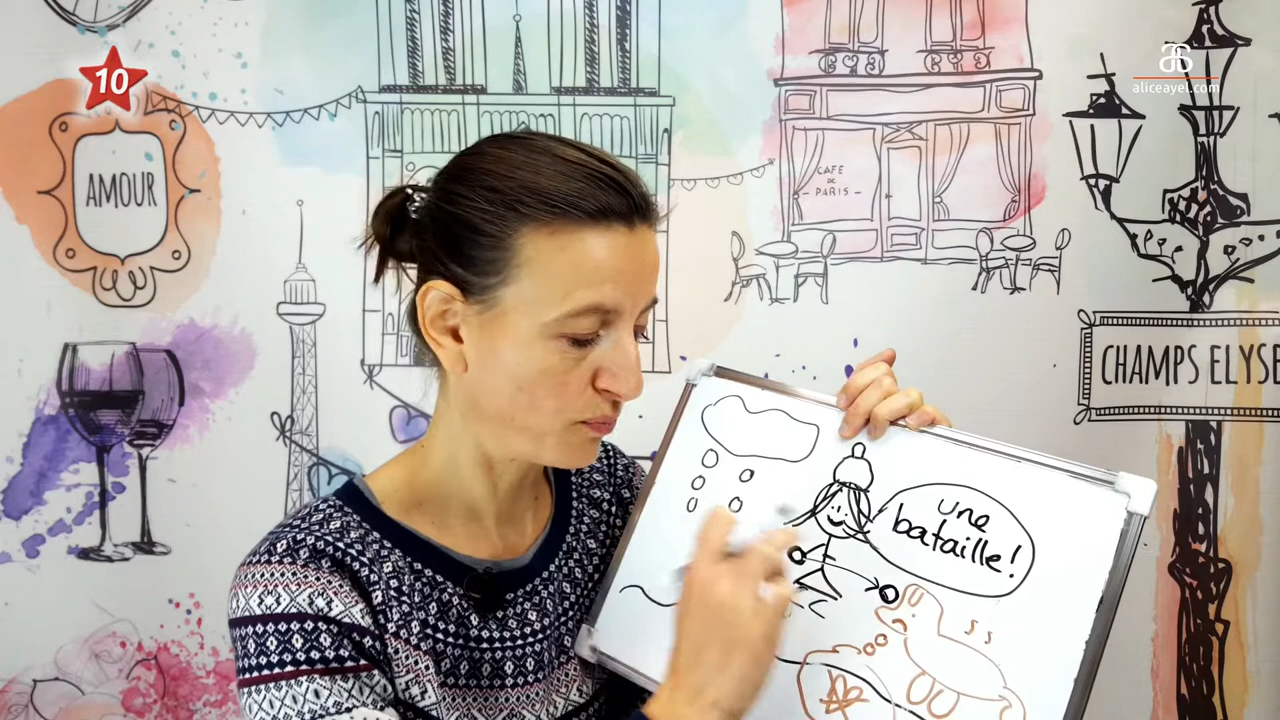 10
aliceayel.com
AMOUR
CAFE
DE
- PARIS -
CHAMPS ELYSE
une
bataille!